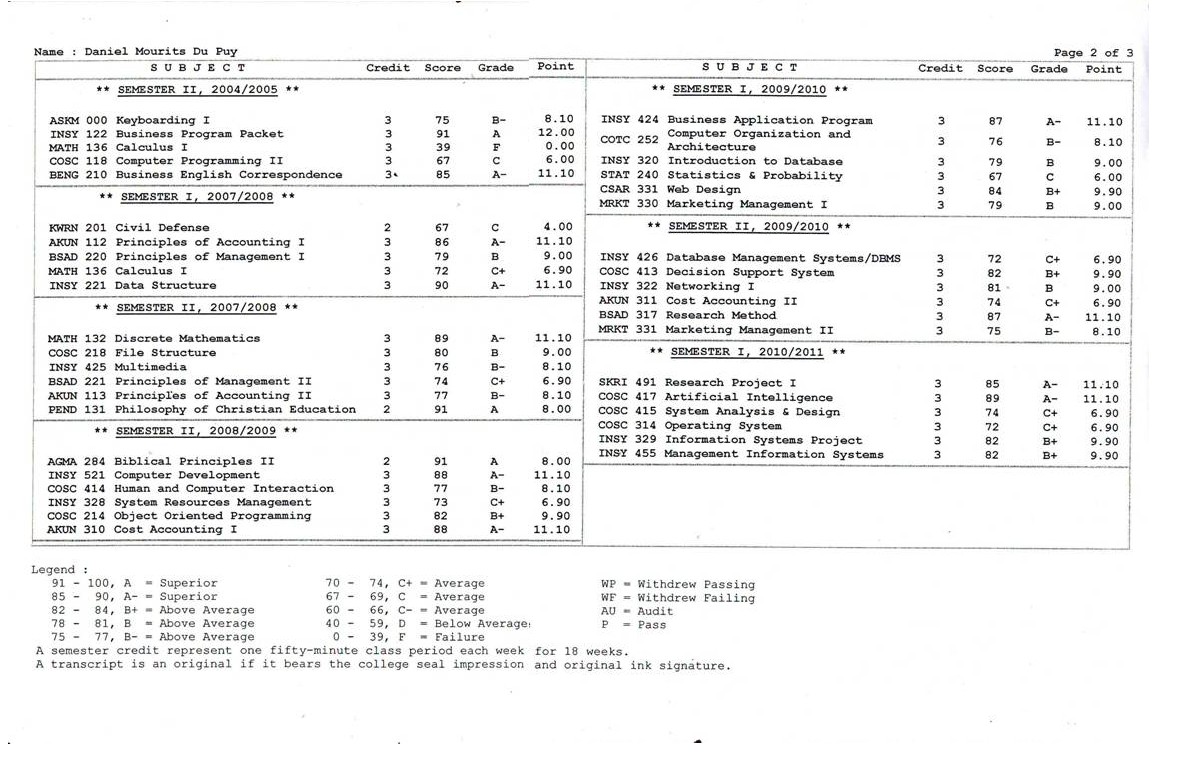 Name : Daniel Mourits Du Puy
Page 2 of 3
S U B J E C T Credit Score Grade Point
** SEMESTER II, 2004/2005 **
ASKM 000 Keyboarding I 3 75 B- 8.10
INSY 122 Business Program Packet 3 91 A 12.00
MATH 136 Calculus I 3 39 F 0.00
COSC 118 Computer Programming II 3 67 C 6.00
BENG 210 Business English Correspondence 3 85 A- 11.10
** SEMESTER I, 2007/2008 **
KWRN 201 Civil Defense 2 67 C 4.00
AKUN 112 Principles of Accounting I 3 86 A- 11.10
BSAD 220 Principles of Management I 3 79 B 9.00
MATH 136 Calculus I 3 72 C+ 6.90
INSY 221 Data Structure 3 90 A- 11.10
** SEMESTER II, 2007/2008 **
MATH 132 Discrete Mathematics 3 89 A- 11.10
COSC 218 File Structure 3 80 B 9.00
INSY 425 Multimedia 3 76 B- 8.10
BSAD 221 Principles of Management II 3 74 C+ 6.90
AKUN 113 Principles of Accounting II 3 77 B- 8.10
PEND 131 Philosophy of Christian Education 2 91 A 8.00
** SEMESTER II, 2008/2009 **
AGMA 284 Biblical Principles II 2 91 A 8.00
INSY 521 Computer Development 3 88 A- 11.10
COSC 414 Human and Computer Interaction 3 77 B- 8.10
INSY 328 System Resources Management 3 73 C+ 6.90
COSC 214 Object Oriented Programming 3 82 B+ 9.90
AKUN 310 Cost Accounting I 3 88 A- 11.10
S U B J E C T Credit Score Grade Point
** SEMESTER I, 2009/2010 **
INSY 424 Business Application Program 3 87 A- 11.10
COTC 252 Computer Organization and
Architecture 3 76 B- 8.10
INSY 320 Introduction to Database 3 79 B 9.00
STAT 240 Statistics & Probability 3 67 C 6.00
CSAR 331 Web Design 3 84 B+ 9.90
MRKT 330 Marketing Management I 3 79 B 9.00
** SEMESTER II, 2009/2010 **
INSY 426 Database Management Systems/DBMS 3 72 C+ 6.90
COSC 413 Decision Support System 3 82 B+ 9.90
INSY 322 Networking I 3 81 B 9.00
AKUN 311 Cost Accounting II 3 74 C+ 6.90
BSAD 317 Research Method 3 87 A- 11.10
MRKT 331 Marketing Management II 3 75 B- 8.10
** SEMESTER I, 2010/2011 **
SKRI 491 Research Project I 3 85 A- 11.10
COSC 417 Artificial Intelligence 3 89 A- 11.10
COSC 415 System Analysis & Design 3 74 C+ 6.90
COSC 314 Operating System 3 72 C+ 6.90
INSY 329 Information Systems Project 3 82 B+ 9.90
INSY 455 Management Information Systems 3 82 B+ 9.90
Legend :
91 - 100, A = Superior 70 - 74, C+ = Average WP = Withdrew Passing
85 - 90, A- = Superior 67 - 69, C = Average WF = Withdrew Failing
82 - 84, B+ = Above Average 60 - 66, C- = Average AU = Audit
78 - 81, B = Above Average 40 - 59, D = Below Average P = Pass
75 - 77, B- = Above Average 0 - 39, F = Failure
A semester credit represent one fifty-minute class period each week for 18 weeks.
A transcript is an original if it bears the college seal impression and original ink signature.